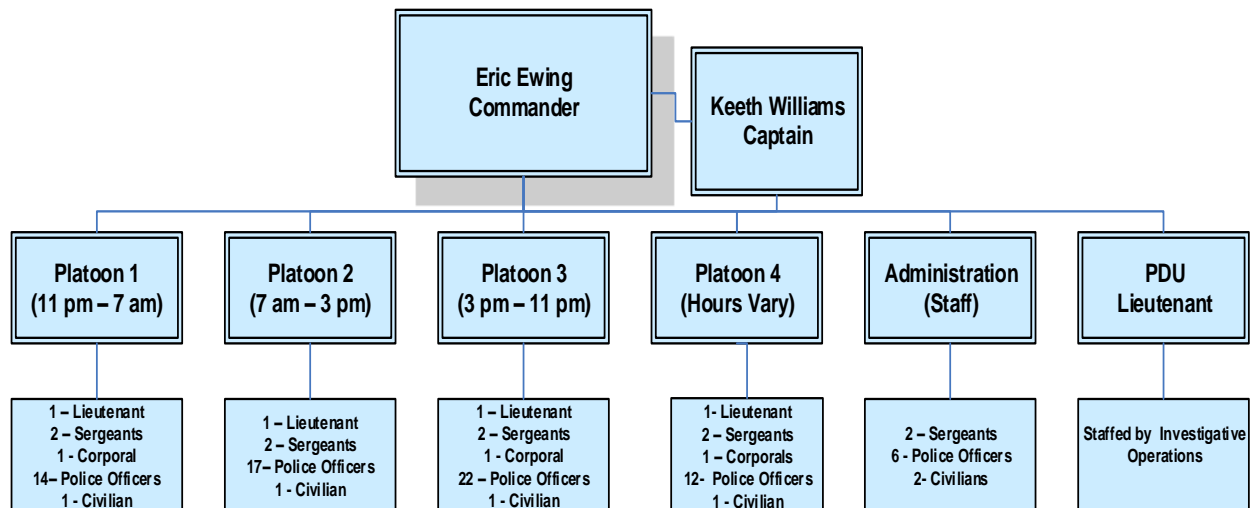 Eric Ewing
Commander
Keeth Williams
Captain
Platoon 1
(11 pm – 7 am)
Platoon 2
(7 am – 3 pm)
Platoon 3
(3 pm – 11 pm)
Platoon 4
(Hours Vary)
Administration
(Staff)
PDU
Lieutenant
1 – Lieutenant
2 – Sergeants
1 - Corporal
14– Police Officers
1 - Civilian
1 – Lieutenant
2 – Sergeants
17– Police Officers
1 - Civilian
1 – Lieutenant
2 – Sergeants
1 - Corporal
22 – Police Officers
1 - Civilian
1- Lieutenant
2 – Sergeants
1 – Corporals
12- Police Officers
1 - Civilian
2 – Sergeants
6 - Police Officers
2- Civilians
Staffed by Investigative
Operations